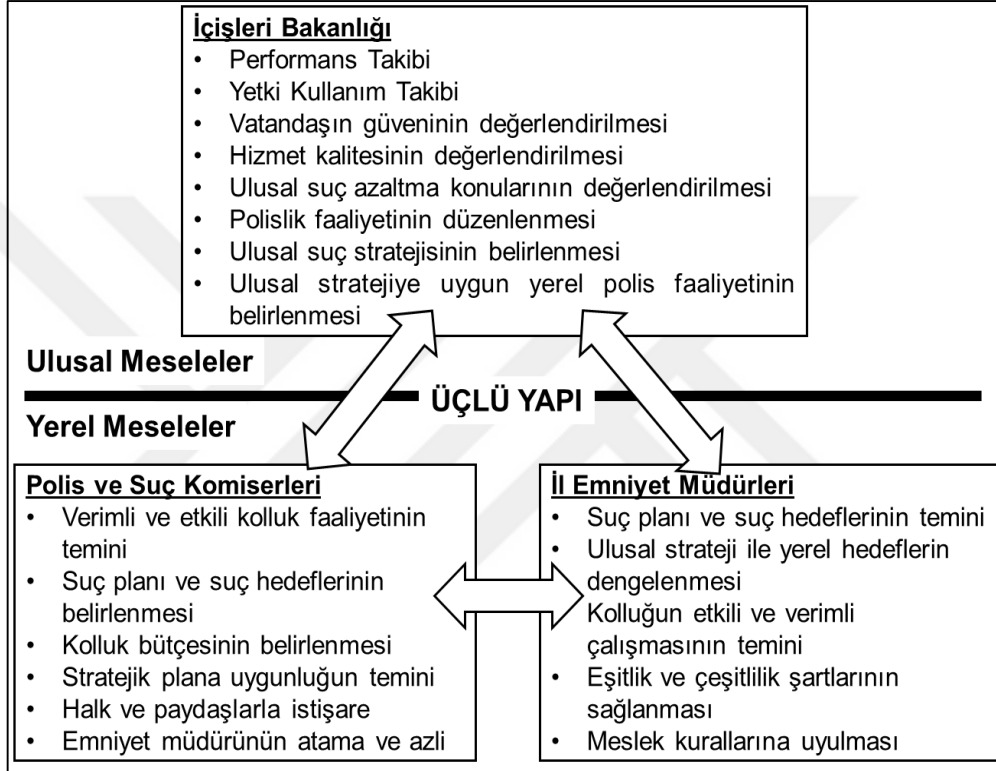 İçişleri Bakanlığı
• Performans Takibi
• Yetki Kullanım Takibi
• Vatandaşın güveninin değerlendirilmesi
• Hizmet kalitesinin değerlendirilmesi
• Ulusal suç azaltma konularının değerlendirilmesi
• Polislik faaliyetinin düzenlenmesi
• Ulusal suç stratejisinin belirlenmesi
• Ulusal stratejiye uygun yerel polis faaliyetinin
belirlenmesi
Ulusal Meseleler
ÜÇLÜ YAPI
Yerel Meseleler
Polis ve Suç Komiserleri
• Verimli ve etkili kolluk faaliyetinin
temini
• Suç planı ve suç hedeflerinin
belirlenmesi
• Kolluk bütçesinin belirlenmesi
• Stratejik plana uygunluğun temini
• Halk ve paydaşlarla istişare
• Emniyet müdürünün atama ve azli
İl Emniyet Müdürleri
• Suç planı ve suç hedeflerinin temini
• Ulusal strateji ile yerel hedeflerin
dengelenmesi
Kolluğun etkili ve verimli
çalışmasının temini
• Eşitlik ve çeşitlilik şartlarının
sağlanması
• Meslek kurallarına uyulması